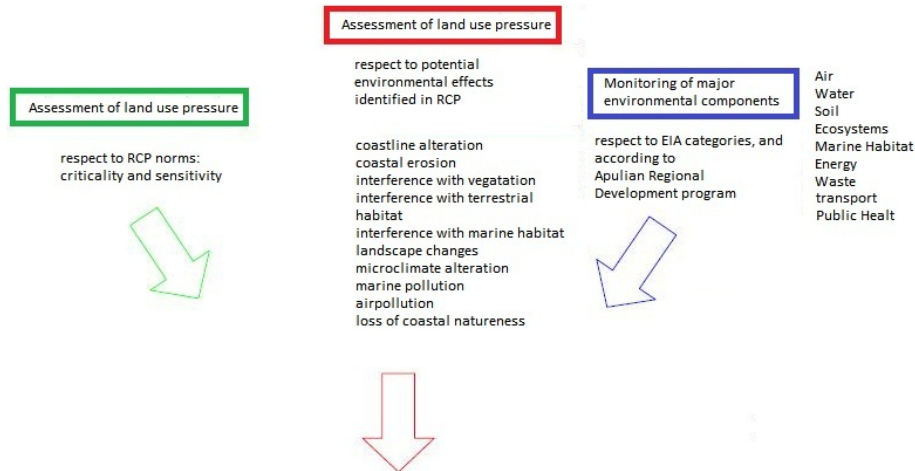 Assessment of land use pressure
respect to RCP norms:
criticality and sensitivity
Assessment of land use pressure
respect to potential
environmental effects
identified in RCP
coastline alteration
coastal erosion
interference with vegatation
interference with terrestrial
habitat
interference with marine habitat
landscape changes
microclimate alteration
marine pollution
airpollution
loss of coastal natureness
Monitoring of major
environmental components
respect to EIA categories, and
according to
Apulian Regional
Development program
Air
Water
Soil
Ecosystems
Marine Habitat
Energy
Waste
transport
Public Healt